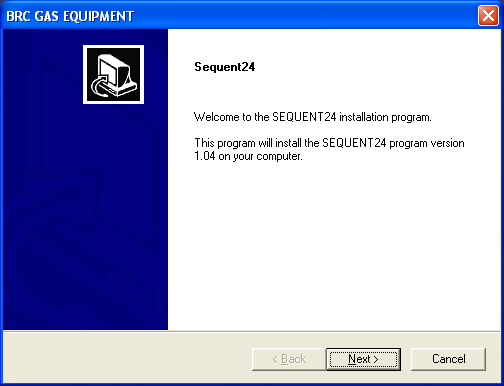 BRC GAS EQUIPMENT
Sequent24
Welcome to the SEQUENT24 installation program.
This program will install the SEQUENT24 program version
1.04 on your computer.
< Back
Next >
Cancel